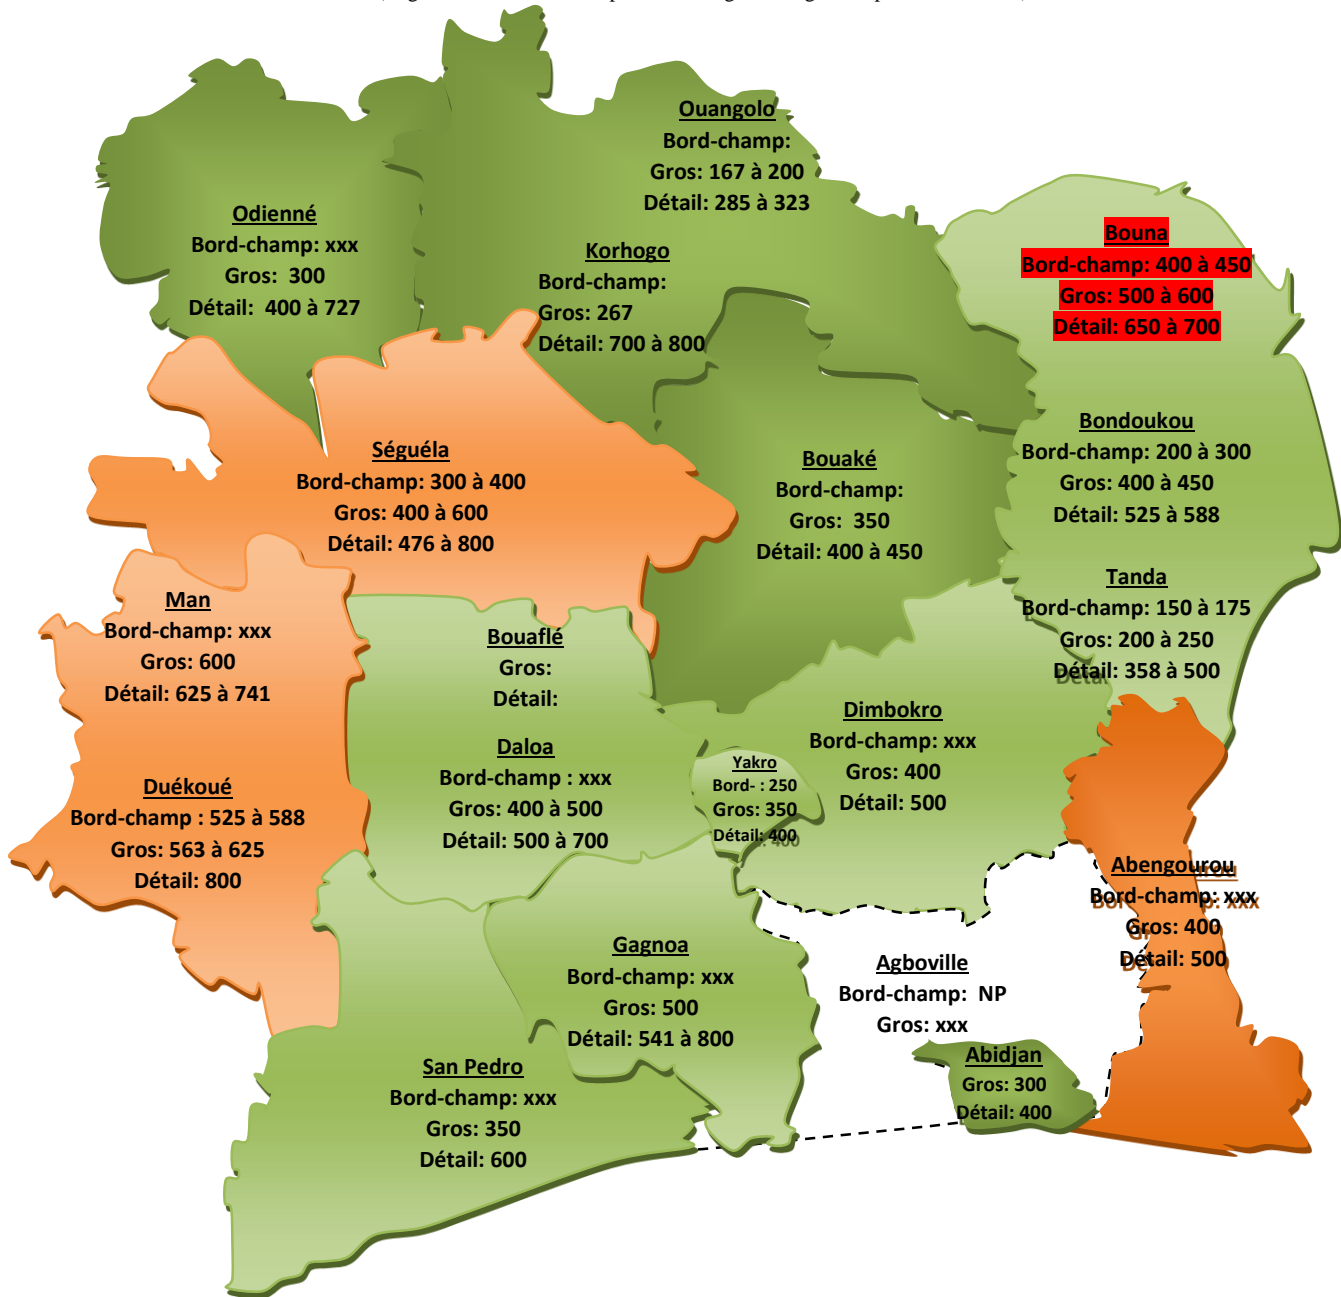 Ouangolo
Bord-champ:
Gros: 167 à 200
Détail: 285 à 323
Odienné
Bord-champ: xxx
Gros: 300
Détail: 400 à 727
Korhogo
Bord-champ:
Gros: 267
Détail: 700 à 800
Bouna
Bord-champ: 400 à 450
Gros: 500 à 600
Détail: 650 à 700
Séguéla
Bord-champ: 300 à 400
Gros: 400 à 600
Détail: 476 à 800
Bouaké
Bord-champ:
Gros: 350
Détail: 400 à 450
Bondoukou
Bord-champ: 200 à 300
Gros: 400 à 450
Détail: 525 à 588
Tanda
Bord-champ: 150 à 175
Gros: 200 à 250
Détail: 358 à 500
Man
Bord-champ: xxx
Gros: 600
Détail: 625 à 741
Bouaflé
Gros:
Détail:
Daloa
Bord-champ : xxx
Gros: 400 à 500
Détail: 500 à 700
Dimbokro
Bord-champ: xxx
Gros: 400
Détail: 500
Yakro
Bord- : 250
Gros: 350
Détail: 400
Duékoué
Bord-champ : 525 à 588
Gros: 563 à 625
Détail: 800
Abengourou
Bord-champ: xxx
Gros: 400
Détail: 500
Gagnoa
Bord-champ: xxx
Gros: 500
Détail: 541 à 800
Agboville
Bord-champ: NP
Gros: xxx
San Pedro
Bord-champ: xxx
Gros: 350
Détail: 600
Abidjan
Gros: 300
Détail: 400